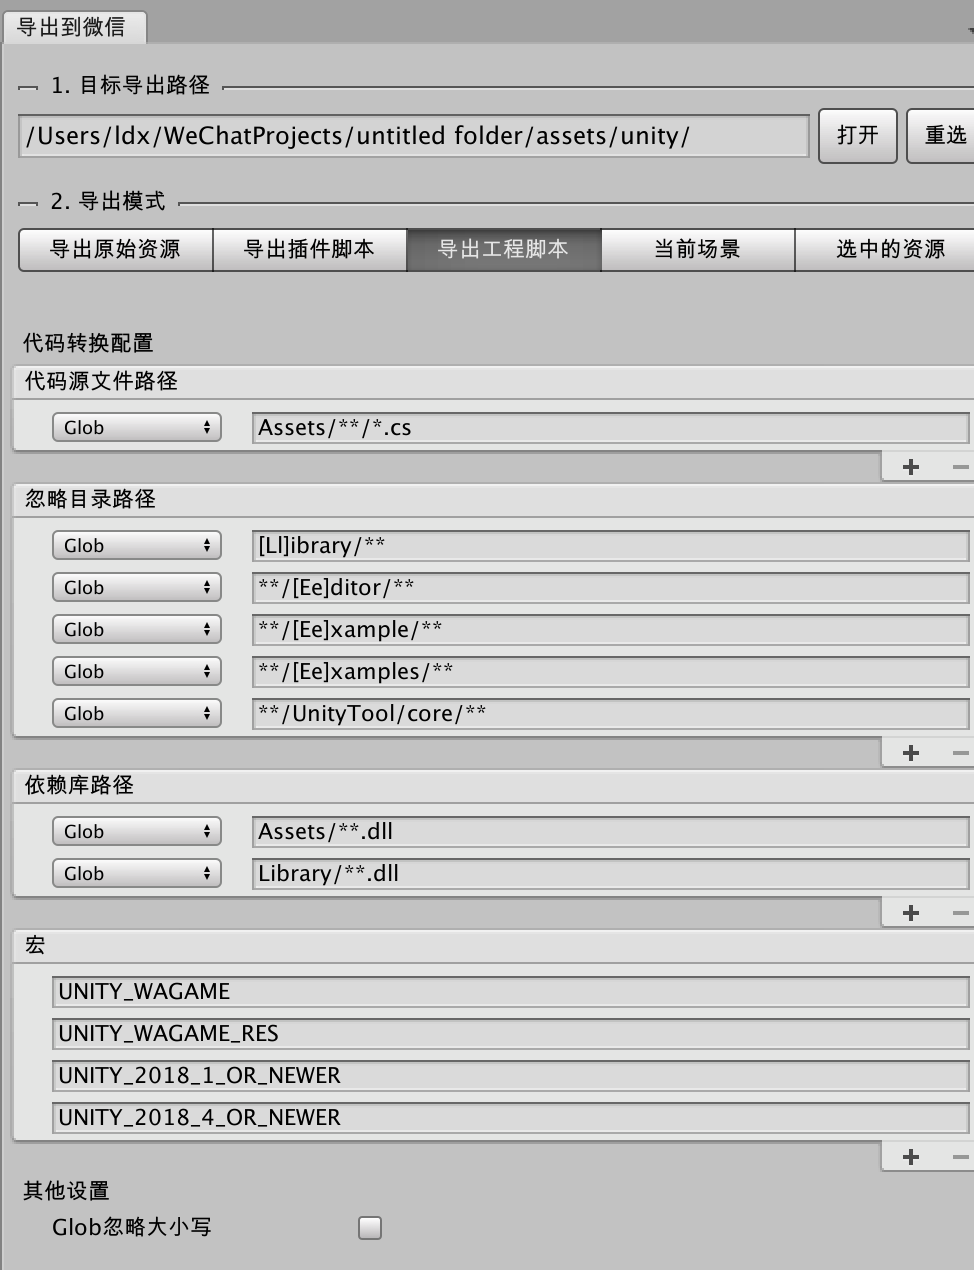 导出到微信
1. 目标导出路径
/Users/ldx/WeChatProjects/untitled folder/assets/unity/ 打开 重选
2. 导出模式
导出原始资源 导出插件脚本 导出工程脚本 当前场景 选中的资源
代码转换配置
代码源文件路径
Glob Assets/**/*.cs
忽略目录路径
Glob [Ll]ibrary/**
Glob **/[Ee]ditor/**
Glob **/[Ee]xample/**
Glob **/[Ee]xamples/**
Glob **/UnityTool/core/**
依赖库路径
Glob Assets/**.dll
Glob Library/**.dll
宏
UNITY_WAGAME
UNITY_WAGAME_RES
UNITY_2018_1_OR_NEWER
UNITY_2018_4_OR_NEWER
其他设置
Glob忽略大小写